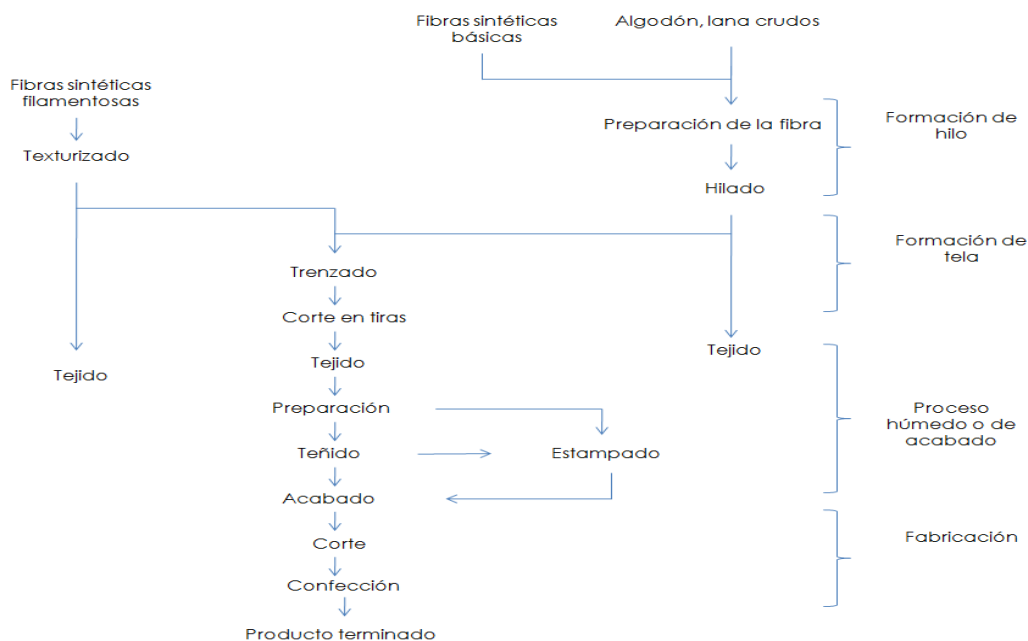 Fibras sintéticas
básicas
Algodón, lana crudos
Fibras sintéticas
filamentosas
Preparación de la fibra
Formación de
hilo
Texturizado
Hilado
Formación de
tela
Trenzado
Corte en tiras
Tejido
Tejido
Tejido
Preparación
Proceso
húmedo o de
acabado
Teñido
Estampado
Acabado
Corte
Fabricación
Confección
Producto terminado